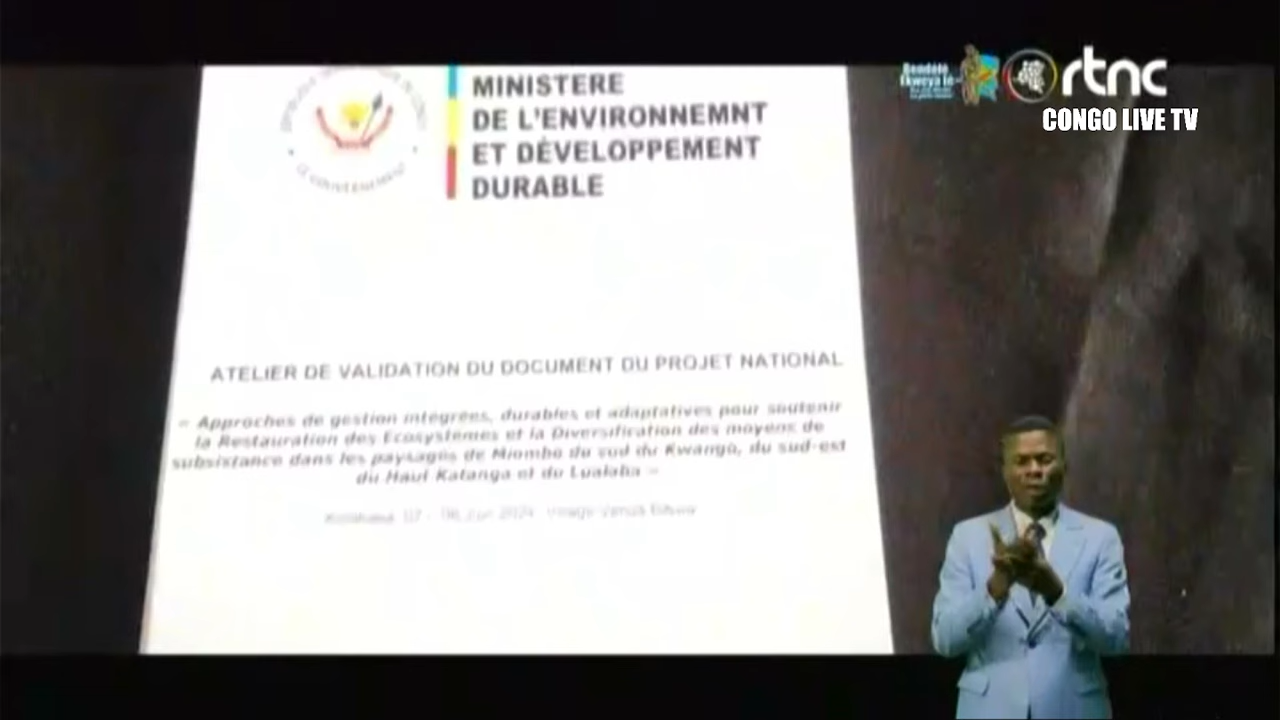 rtnc
CONGO LIVE TV
MINISTERE
DE L'ENVIRONNEMNT
ET DÉVELOPPEMENT
DURABLE
ATELIER DE VALIDATION DU DOCUMENT DU PROJET NATIONAL
« Approches de gestion intégrées, durables et adaptatives pour soutenir
la Restauration des Ecosystèmes et la Diversification des moyens de
subsistance dans les paysages de Miombo du sud du Kwango, du sud-est
du Haut Katanga et du Lualaba »